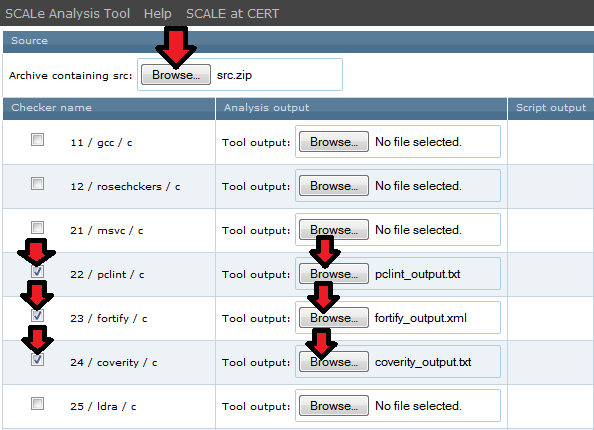 SCALe Analysis Tool Help SCALE at CERT
Source
Archive containing src: Browse... src.zip
Checker name Analysis output Script output
11 / gcc / c Tool output: Browse... No file selected.
12 / rosechckers / c Tool output: Browse... No file selected.
21 / msvc / c Tool output: Browse... No file selected.
22 / pclint / c Tool output: Browse... pclint_output.txt
23 / fortify / c Tool output: Browse... fortify_output.xml
24 / coverity / c Tool output: Browse... coverity_output.txt
25 / ldra / c Tool output: Browse... No file selected.